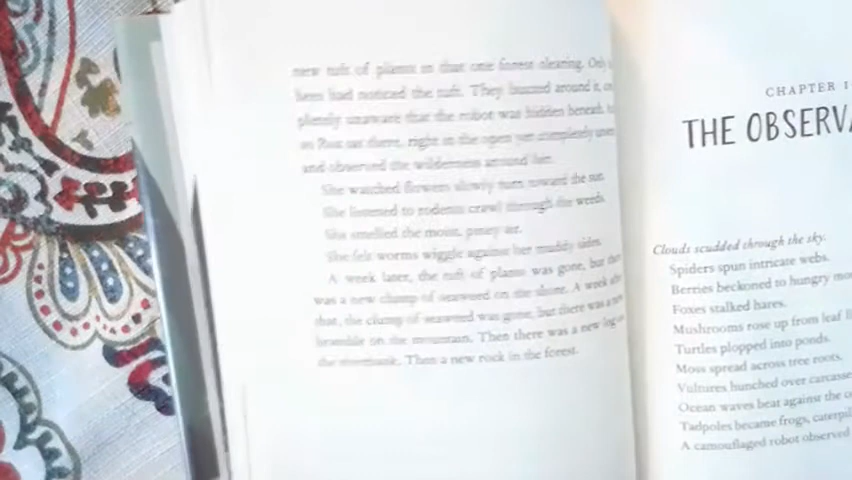 new tuft of plants in that one forest clearing. Only
bees had noticed the tuft. They buzzed around it,
pletely unaware that the robot was hidden beneath.
as Roz sat there, right in the open yet completely
and observed the wilderness around her.
She watched flowers slowly turn toward the sun.
She listened to rodents crawl through the weeds.
She smelled the moist, piney air.
She felt worms wiggle against her muddy sides.
A week later, the tuft of plants was gone, but
was a new clump of seaweed on the shore. A week
that, the clump of seaweed was gone, but there was a
bramble on the mountain. Then there was a new log
the riverbank. Then a new rock in the forest.
CHAPTER
THE
Clouds scudded through the sky.
Spiders spun intricate webs.
Berries beckoned to hungry
Foxes stalked hares.
Mushrooms rose up from leaf
Turtles plopped into ponds.
Moss spread across tree roots.
Vultures hunched over
Ocean waves beat against the
Tadpoles became frogs,
A camouflaged robot observed